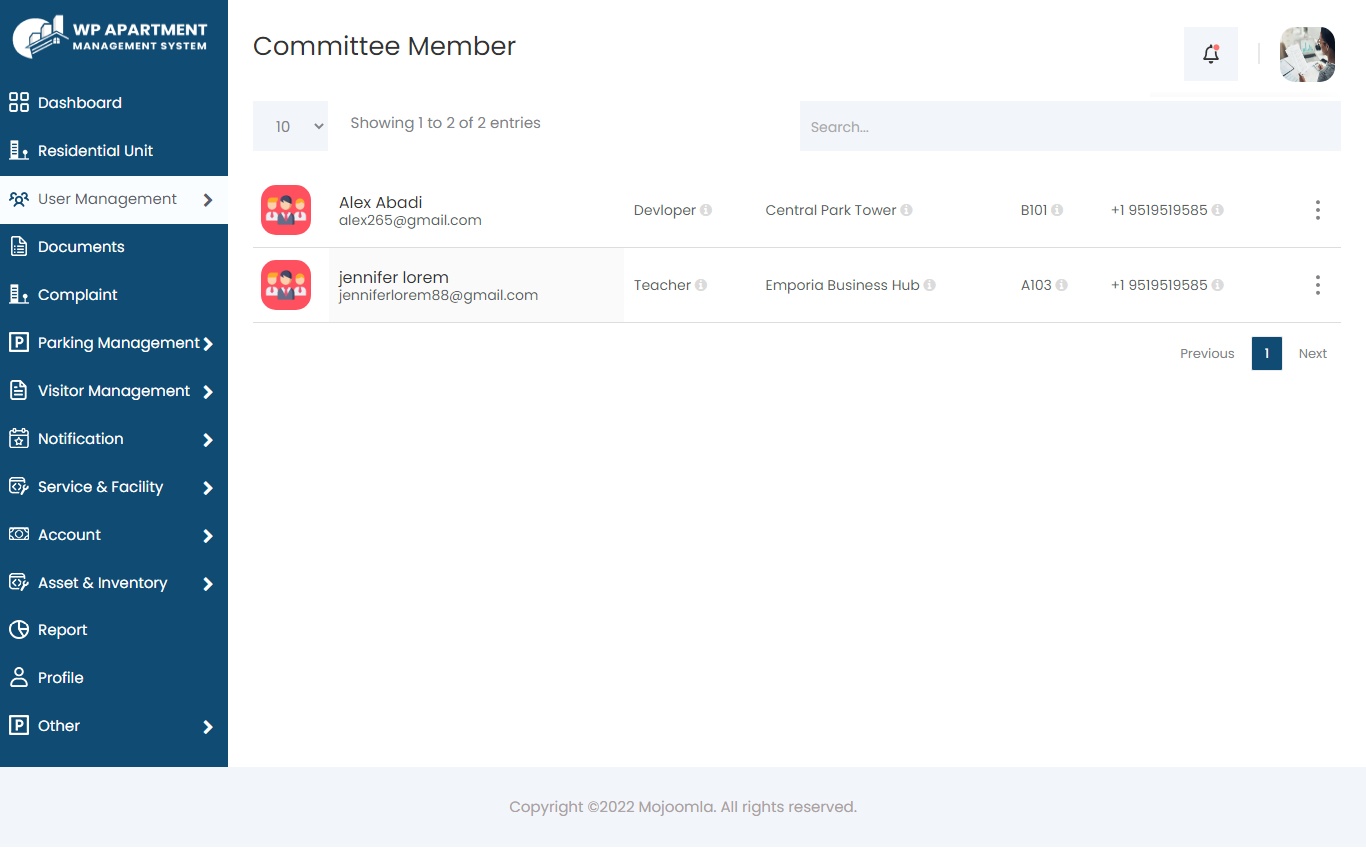 WP APARTMENT
MANAGEMENT SYSTEM
Dashboard
Residential Unit
User Management
Documents
Complaint
Parking Management
Visitor Management
Notification
Service & Facility
Account
Asset & Inventory
Report
Profile
Other
Committee Member
10
Showing 1 to 2 of 2 entries
Search...
Alex Abadi
alex265@gmail.com
Devloper
Central Park Tower
B101
+1 9519519585
jennifer lorem
jenniferlorem88@gmail.com
Teacher
Emporia Business Hub
A103
+1 9519519585
Previous
1
Next
Copyright ©2022 Mojoomla. All rights reserved.